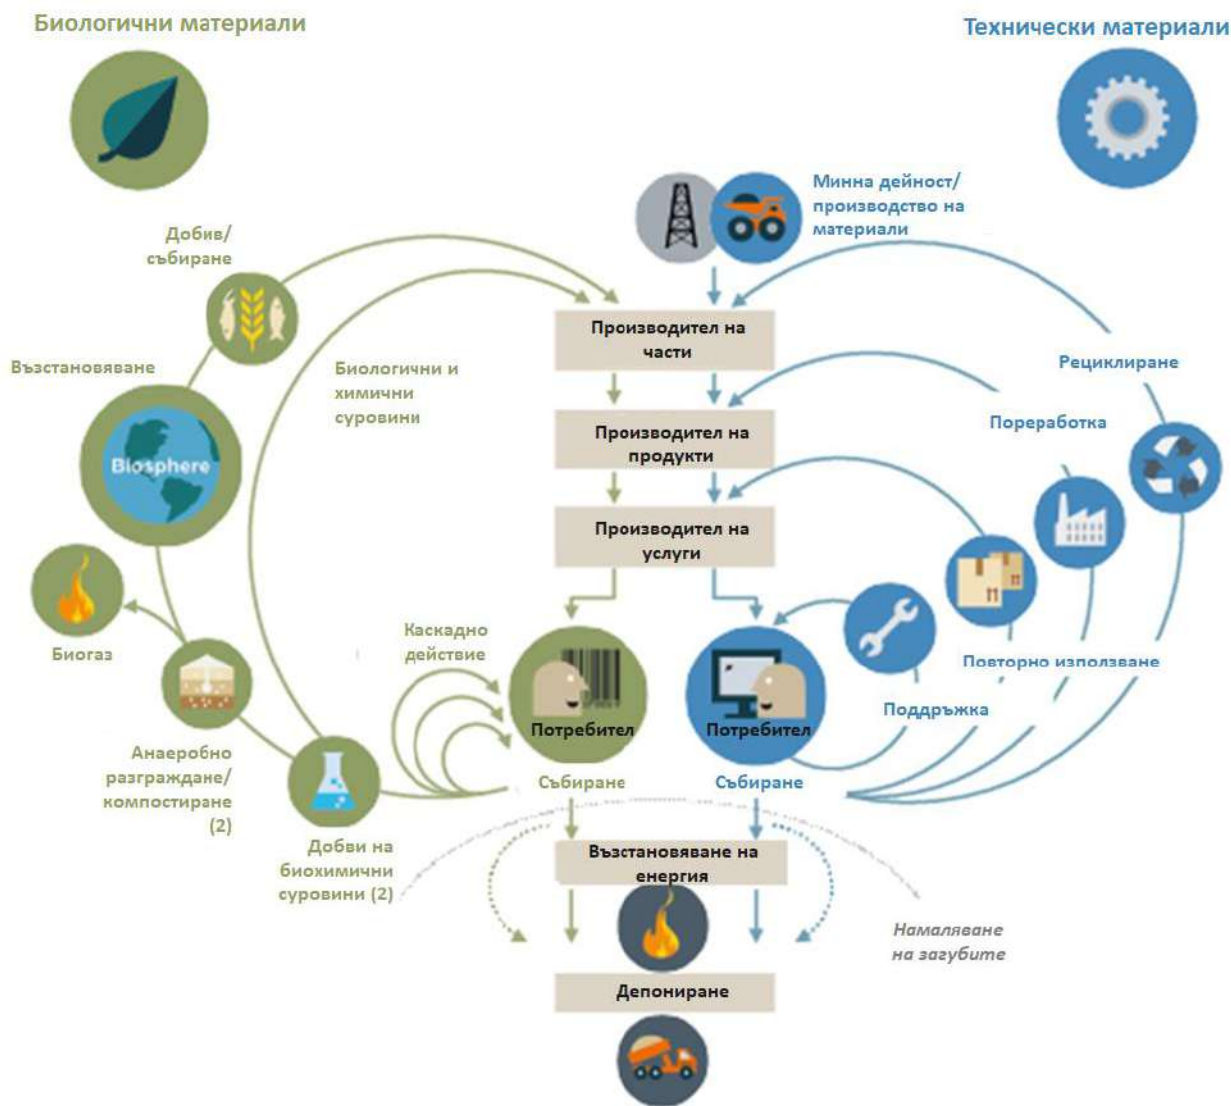 Биологични материали
Технически материали
Минна дейност/
производство на
материали
Добив/
събиране
Производител на
части
Възстановяване
Биологични и
химични
суровини
Рециклиране
Производител на
продукти
Пореработка
Biosphere
Производител на
услуги
Биогаз
Каскадно
действие
Повторно използване
Поддръжка
Потребител
Потребител
Анаеробно
разграждане/
компостиране
(2)
Събиране
Събиране
Добви на
биохимични
суровини (2)
Възстановяване на
енергия
Намаляване
на загубите
Депониране